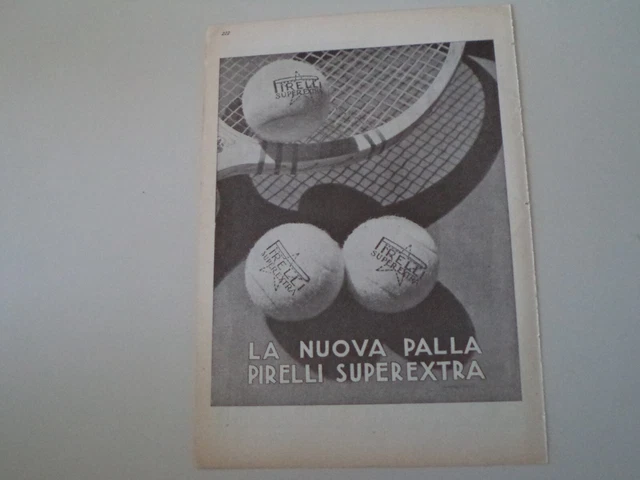 PIRELLI
SUPEREXTRA
PIRELLI
SUPEREXTRA
PIRELLI
SUPEREXTRA
LA NUOVA PALLA
PIRELLI SUPEREXTRA